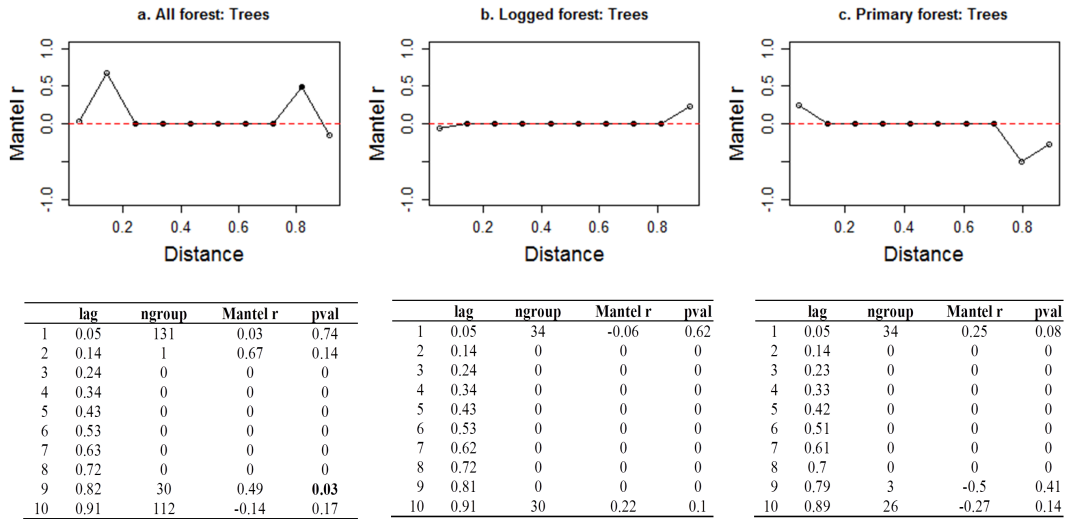 a. All forest: Trees
Mantel r
1.0
0.5
0.0
-1.0
0.2 0.4 0.6 0.8
Distance
b. Logged forest: Trees
Mantel r
1.0
0.5
0.0
-1.0
0.2 0.4 0.6 0.8
Distance
c. Primary forest: Trees
Mantel r
1.0
0.5
0.0
-1.0
0.2 0.4 0.6 0.8
Distance
lag ngroup Mantel r pval
1 0.05 131 0.03 0.74
2 0.14 1 0.67 0.14
3 0.24 0 0 0
4 0.34 0 0 0
5 0.43 0 0 0
6 0.53 0 0 0
7 0.63 0 0 0
8 0.72 0 0 0
9 0.82 30 0.49 0.03
10 0.91 112 -0.14 0.17
lag ngroup Mantel r pval
1 0.05 34 -0.06 0.62
2 0.14 0 0 0
3 0.24 0 0 0
4 0.34 0 0 0
5 0.43 0 0 0
6 0.53 0 0 0
7 0.62 0 0 0
8 0.72 0 0 0
9 0.81 0 0 0
10 0.91 30 0.22 0.1
lag ngroup Mantel r pval
1 0.05 34 0.25 0.08
2 0.14 0 0 0
3 0.23 0 0 0
4 0.33 0 0 0
5 0.42 0 0 0
6 0.51 0 0 0
7 0.61 0 0 0
8 0.7 0 0 0
9 0.79 3 -0.5 0.41
10 0.89 26 -0.27 0.14